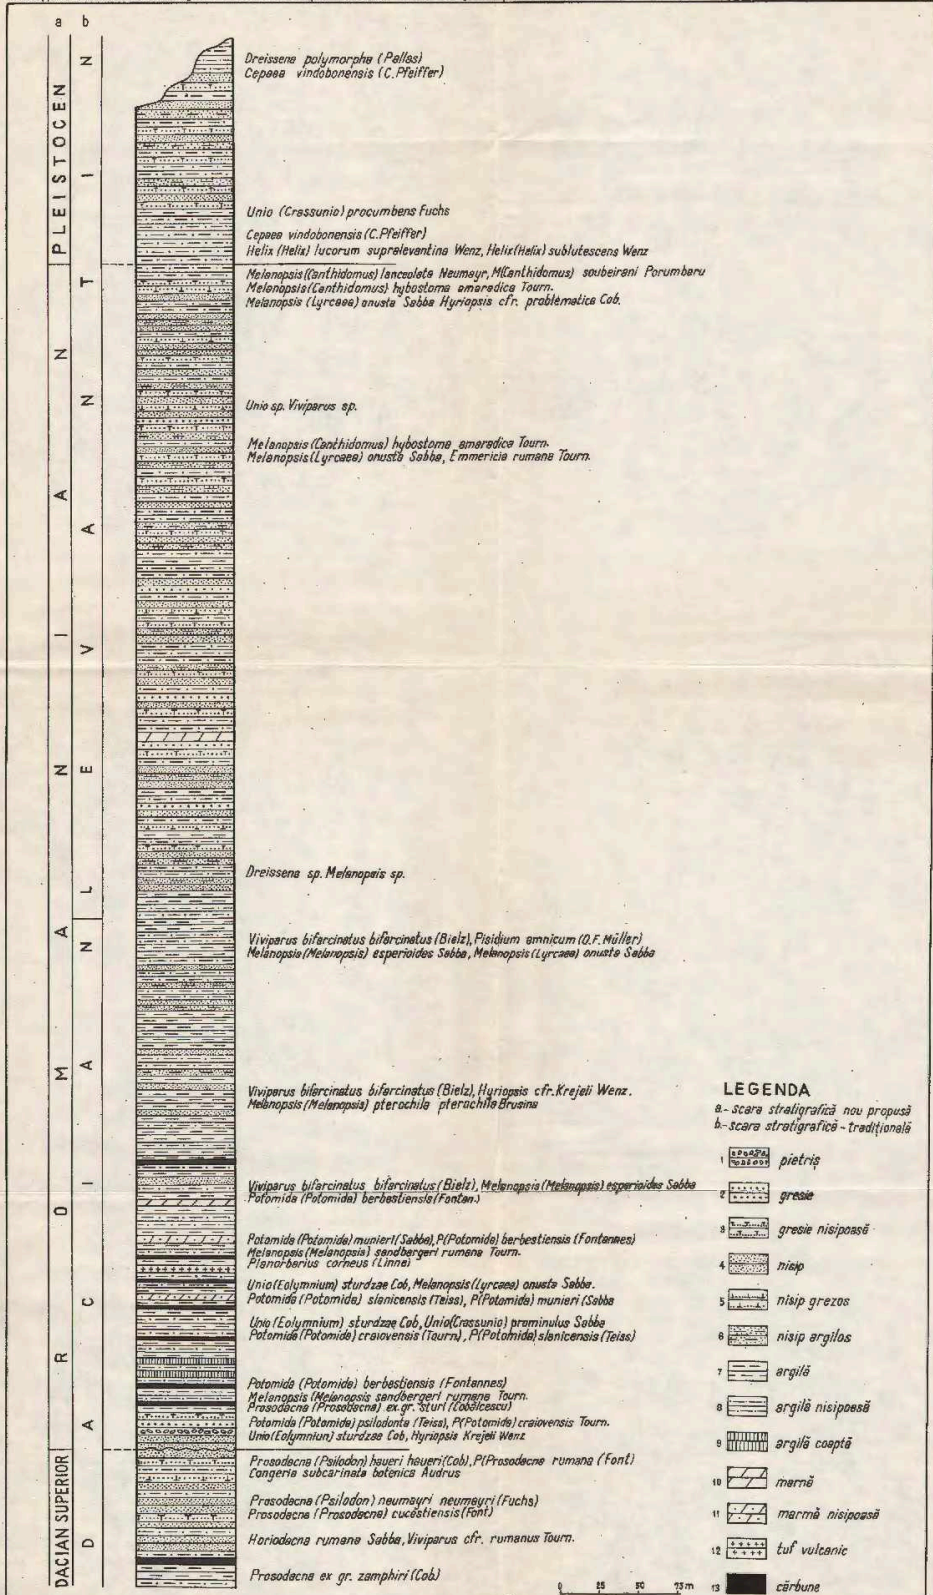 a b
PLEISTOCEN
ARCDOIMANNIAN
DACIAN SUPERIOR
LEVANTIN
DACIAN
Dreissena polymorpha (Pallas)
Cepaea vindobonensis (C.Pfeiffer)
Unio (Crassunio) procumbens Fuchs
Cepaea vindobonensis (C.Pfeiffer)
Helix (Helix) lucorum supralevantina Wenz, Helix (Helix) sublutescens Wenz
Melanopsis (Canthidomus) lanceolata Neumayr, M(Canthidomus) soubeirani Porumbaru
Melanopsis (Canthidomus) hybostoma amaradica Tourn.
Melanopsis (Lyrcaea) onusta Sabba Hyriopsis cfr. problematica Cob.
Unio sp. Viviparus sp.
Melanopsis (Canthidomus) hybostoma amaradica Tourn.
Melanopsis (Lyrcaea) onusta Sabba, Emmericia rumana Tourn.
Dreissena sp. Melanopsis sp.
Viviparus bifarcinatus bifarcinatus (Bielz), Pisidium amnicum (O.F. Müller)
Melanopsis (Melanopsis) esperioides Sabba, Melanopsis (Lyrcaea) onusta Sabba
Viviparus bifarcinatus bifarcinatus (Bielz), Hyriopsis cfr. Krejeli Wenz.
Melanopsis (Melanopsis) pterochila pterochila Brusina
Viviparus bifarcinatus bifarcinatus (Bielz), Melanopsis (Melanopsis) esperioides Sabba
Potomida (Potomida) berbestiensis (Fontan.)
Potomida (Potomida) munieri (Sabba), P(Potomida) berbestiensis (Fontannes)
Melanopsis (Melanopsis) sandbergeri rumana Tourn.
Planorbarius corneus (Linne)
Unio (Eolymnium) sturdzae Cob, Melanopsis (Lyrcaea) onusta Sabba.
Potomida (Potomida) slanicensis (Teiss), P(Potomida) munieri (Sabba
Unio (Eolymnium) sturdzae Cob, Unio (Crassunio) prominulus Sabba
Potomida (Potomida) craiovensis (Tourn), P(Potomida) slanicensis (Teiss)
Potomida (Potomida) berbestiensis (Fontannes)
Melanopsis (Melanopsis sandbergeri rumana Tourn.
Prosodacna (Prosodacna) ex.gr. sturi (Cobălcescu)
Potomida (Potomida) psilodonta (Teiss), P(Potomida) craiovensis Tourn.
Unio (Eolymniun) sturdzae Cob, Hyriopsis Krejeli Wenz
Prosodacna (Psilodon) haueri haueri (Cob), P(Prosodacna rumana (Font)
Congeria subcarinata botenica Audrus
Prosodacna (Psilodon) neumayri neumayri (Fuchs)
Prosodacna (Prosodacna) cucestiensis (Font)
Horiodacna rumana Sabba, Viviparus cfr. rumanus Tourn.
Prosodacna ex gr. zamphiri (Cob)
0 25 50 75 m
LEGENDA
a.- scara stratigrafică nou propusă
b.- scara stratigrafică - tradițională
1 pietriș
2 gresie
3 gresie nisipoasă
4 nisip
5 nisip grezos
6 nisip argilos
7 argilă
8 argilă nisipoasă
9 argilă coaptă
10 marnă
11 marmă nisipoasă
12 tuf vulcanic
13 cărbune